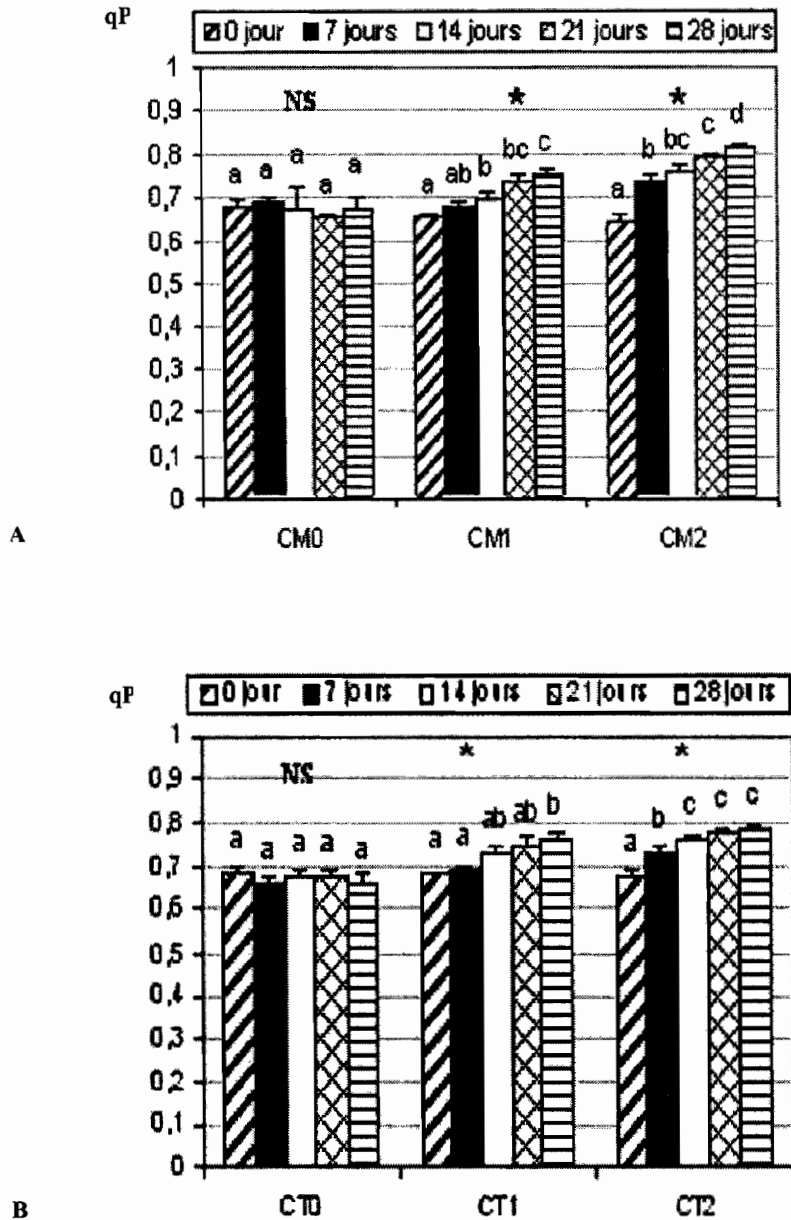 qP
0 jour 7 jours 14 jours 21 jours 28 jours
1
0,9
0,8
0,7
0,6
0,5
0,4
0,3
0,2
0,1
0
NS
*
*
a a a a a
a ab b bc c
a b bc c d
CM0 CM1 CM2
A
qP
0 jour 7 jours 14 jours 21 jours 28 jours
1
0,9
0,8
0,7
0,6
0,5
0,4
0,3
0,2
0,1
0
NS
*
*
a a a a a
a a ab ab b
a b c c c
CT0 CT1 CT2
B